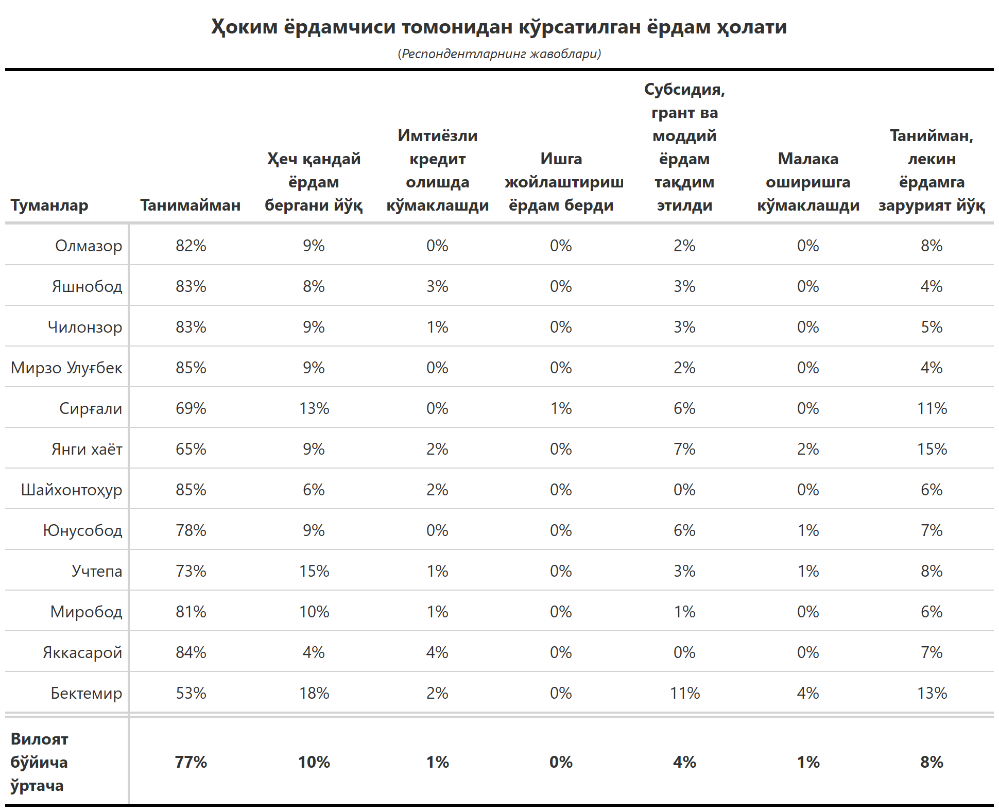 Ҳоким ёрдамчиси томонидан кўрсатилган ёрдам ҳолати
(Респондентларнинг жавоблари)
Туманлар
Танимайман
Ҳеч қандай
ёрдам
бергани йўқ
Имтиёзли
кредит
олишда
кўмаклашди
Ишга
жойлаштириш
ёрдам берди
Субсидия,
грант ва
моддий
ёрдам
тақдим
этилди
Малака
оширишга
кўмаклашди
Танийман,
лекин
ёрдамга
зарурият йўқ
Олмазор 82% 9% 0% 0% 2% 0% 8%
Яшнобод 83% 8% 3% 0% 3% 0% 4%
Чилонзор 83% 9% 1% 0% 3% 0% 5%
Мирзо Улуғбек 85% 9% 0% 0% 2% 0% 4%
Сирғали 69% 13% 0% 1% 6% 0% 11%
Янги хаёт 65% 9% 2% 0% 7% 2% 15%
Шайхонтоҳур 85% 6% 2% 0% 0% 0% 6%
Юнусобод 78% 9% 0% 0% 6% 1% 7%
Учтепа 73% 15% 1% 0% 3% 1% 8%
Миробод 81% 10% 1% 0% 1% 0% 6%
Яккасарой 84% 4% 4% 0% 0% 0% 7%
Бектемир 53% 18% 2% 0% 11% 4% 13%
Вилоят
бўйича
ўртача
77% 10% 1% 0% 4% 1% 8%